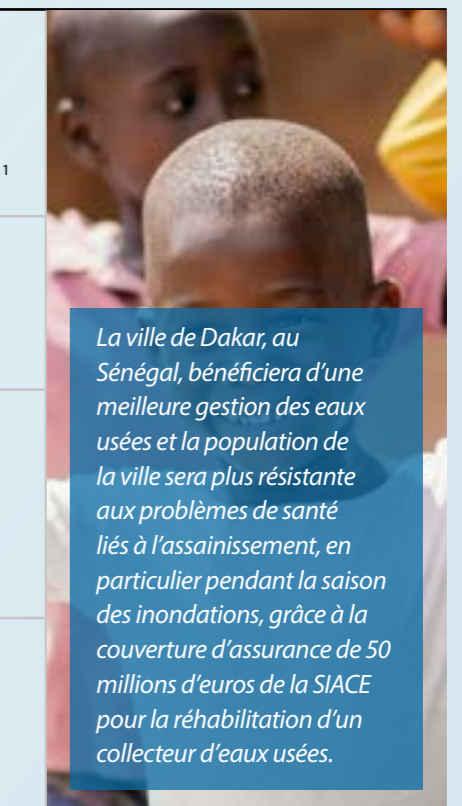 1
La ville de Dakar, au
Sénégal, bénéficiera d’une
meilleure gestion des eaux
usées et la population de
la ville sera plus résistante
aux problèmes de santé
liés à l’assainissement, en
particulier pendant la saison
des inondations, grâce à la
couverture d’assurance de 50
millions d’euros de la SIACE
pour la réhabilitation d’un
collecteur d’eaux usées.